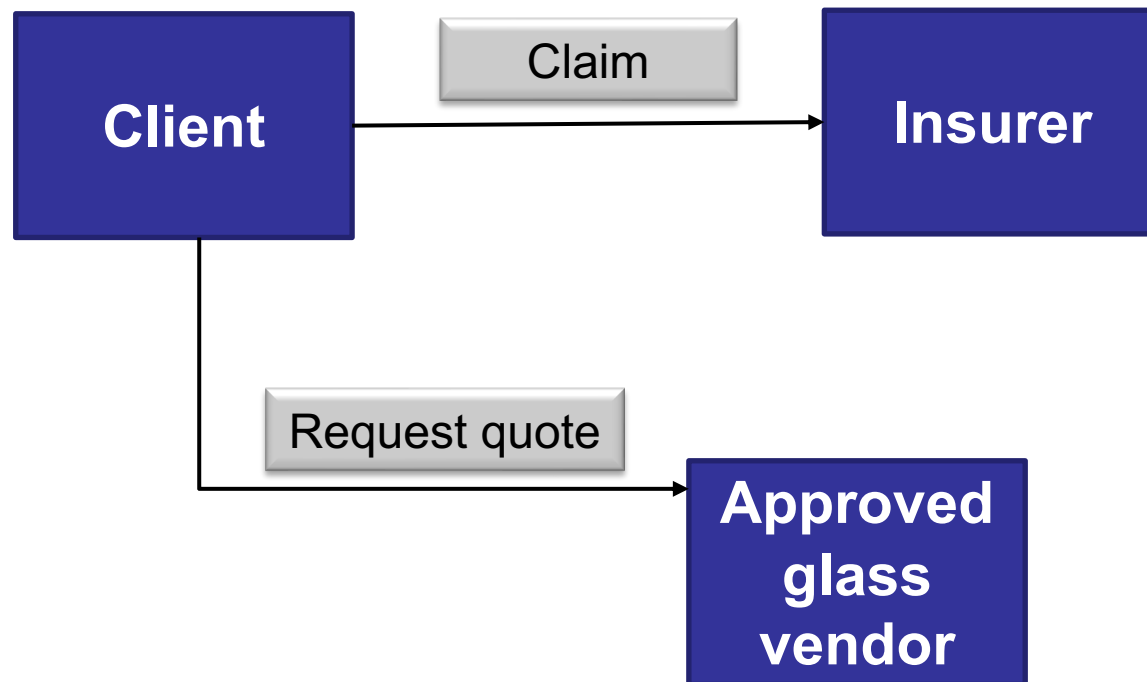 Claim
Client
Insurer
Request quote
Approved
glass
vendor